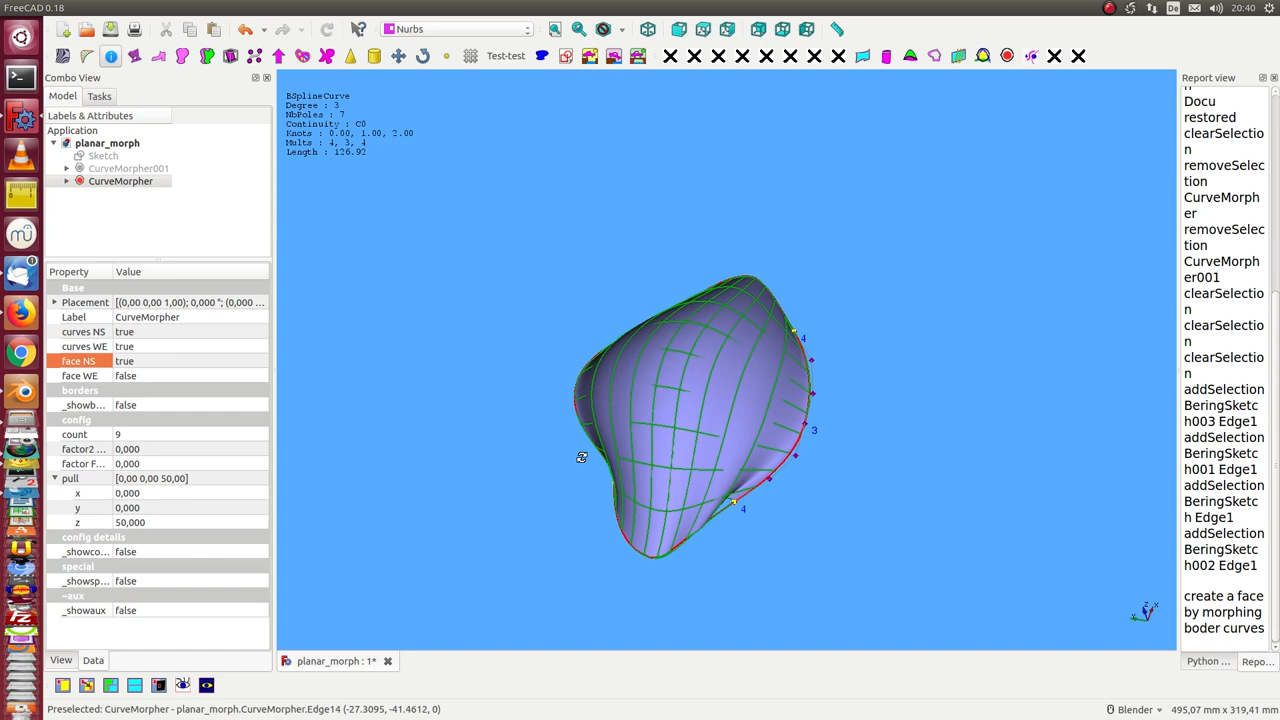 FreeCAD 0.18
De
20:40
Nurbs
Test-test
Combo View
Report view
Model
Tasks
Labels & Attributes
Application
planar_morph
Sketch
CurveMorpher001
CurveMorpher
Property
Value
Base
Placement
[(0,00 0,00 1,00); 0,000 °; (0,000 ...
Label
CurveMorpher
curves NS
true
curves WE
true
face NS
true
face WE
false
borders
_showb...
false
config
count
9
factor2 ...
0,000
factor F...
0,000
pull
[0,00 0,00 50,00]
x
0,000
y
0,000
z
50,000
config details
_showco...
false
special
_showsp...
false
~aux
_showaux
false
View
Data
BSplineCurve
Degree : 3
NbPoles : 7
Continuity : C0
Knots : 0.00, 1.00, 2.00
Mults : 4, 3, 4
Length : 126.92
4
3
4
planar_morph : 1*
n
Docu
restored
clearSelectio
n
removeSelec
tion
CurveMorph
er
removeSelec
tion
CurveMorph
er001
clearSelectio
n
clearSelectio
n
clearSelectio
n
addSelection
BeringSketc
h003 Edge1
addSelection
BeringSketc
h001 Edge1
addSelection
BeringSketc
h Edge1
addSelection
BeringSketc
h002 Edge1
create a face
by morphing
boder curves
Python ...
Repo...
Preselected: CurveMorpher - planar_morph.CurveMorpher.Edge14 (-27.3095, -41.4612, 0)
Blender
495,07 mm x 319,41 mm